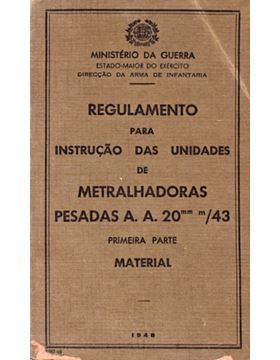 MINISTÉRIO DA GUERRA
ESTADO-MAIOR DO EXÉRCITO
DIRECÇÃO DA ARMA DE INFANTARIA
REGULAMENTO
PARA
INSTRUÇÃO DAS UNIDADES
DE
METRALHADORAS
PESADAS A. A. 20mm m/43
PRIMEIRA PARTE
MATERIAL
1948